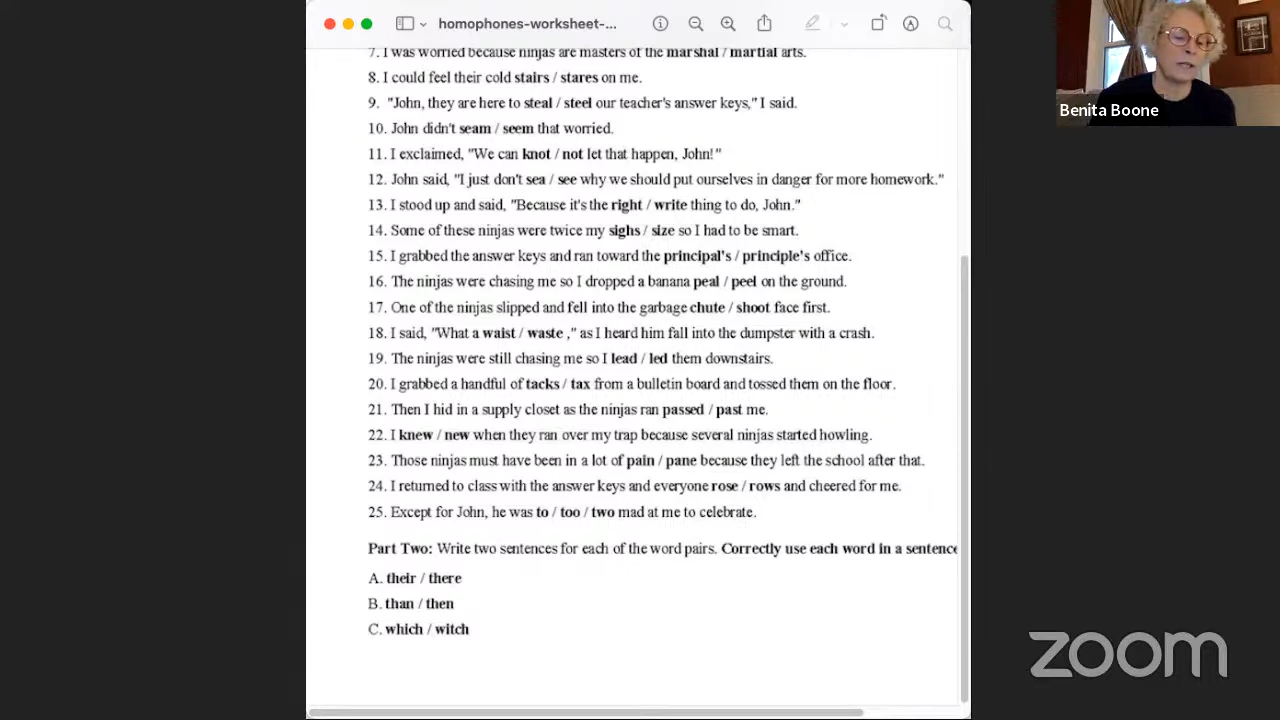 homophones-worksheet-...
7. I was worried because ninjas are masters of the marshal / martial arts.
8. I could feel their cold stairs / stares on me.
9. "John, they are here to steal / steel our teacher's answer keys," I said.
10. John didn't seam / seem that worried.
11. I exclaimed, "We can knot / not let that happen, John!"
12. John said, "I just don't sea / see why we should put ourselves in danger for more homework."
13. I stood up and said, "Because it's the right / write thing to do, John."
14. Some of these ninjas were twice my sighs / size so I had to be smart.
15. I grabbed the answer keys and ran toward the principal's / principle's office.
16. The ninjas were chasing me so I dropped a banana peal / peel on the ground.
17. One of the ninjas slipped and fell into the garbage chute / shoot face first.
18. I said, "What a waist / waste ," as I heard him fall into the dumpster with a crash.
19. The ninjas were still chasing me so I lead / led them downstairs.
20. I grabbed a handful of tacks / tax from a bulletin board and tossed them on the floor.
21. Then I hid in a supply closet as the ninjas ran passed / past me.
22. I knew / new when they ran over my trap because several ninjas started howling.
23. Those ninjas must have been in a lot of pain / pane because they left the school after that.
24. I returned to class with the answer keys and everyone rose / rows and cheered for me.
25. Except for John, he was to / too / two mad at me to celebrate.
Part Two: Write two sentences for each of the word pairs. Correctly use each word in a sentence
A. their / there
B. than / then
C. which / witch
Benita Boone
zoom